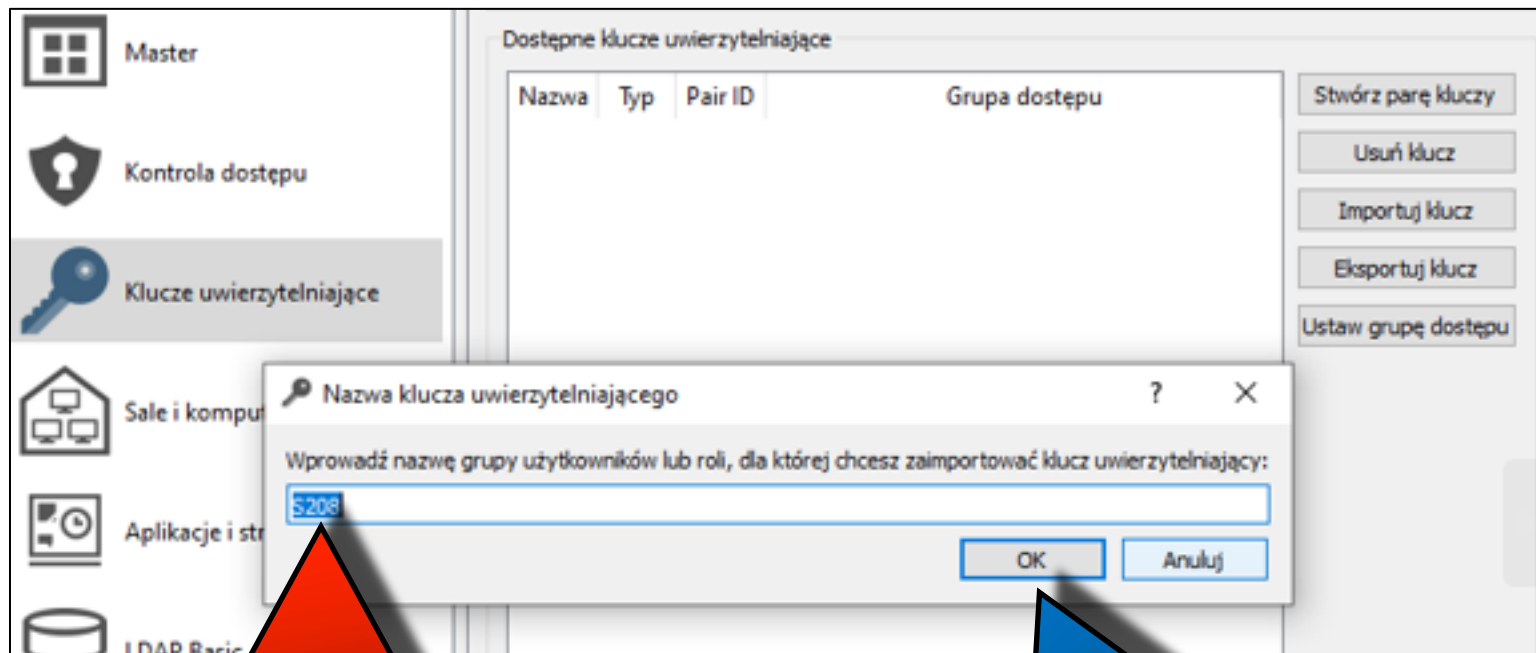 Master
Kontrola dostępu
Klucze uwierzytelniające
Sale i komput
Aplikacje i str
LDAP Basic
Dostępne klucze uwierzytelniające
Nazwa Typ Pair ID Grupa dostępu
Stwórz parę kluczy
Usuń klucz
Importuj klucz
Eksportuj klucz
Ustaw grupę dostępu
Nazwa klucza uwierzytelniającego ?
Wprowadź nazwę grupy użytkowników lub roli, dla której chcesz zaimportować klucz uwierzytelniający:
S208
OK Anuluj